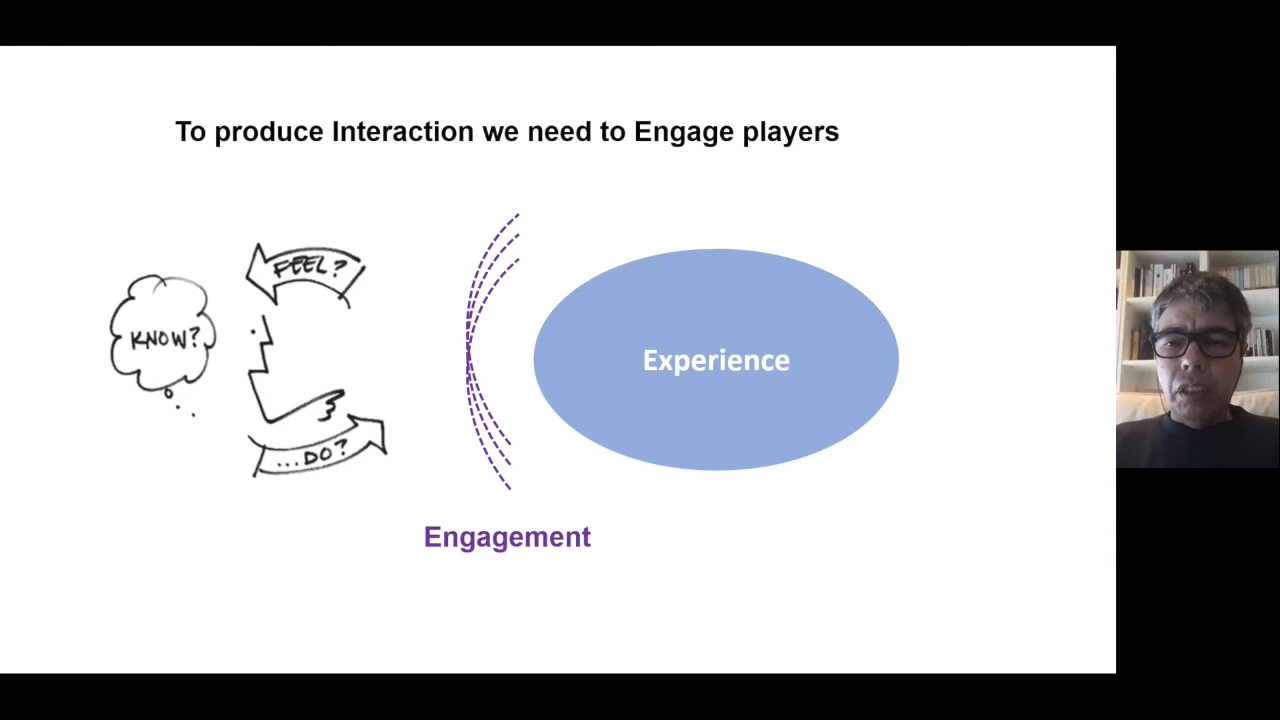 To produce Interaction we need to Engage players
FEEL?
KNOW?
Experience
...DO?
Engagement